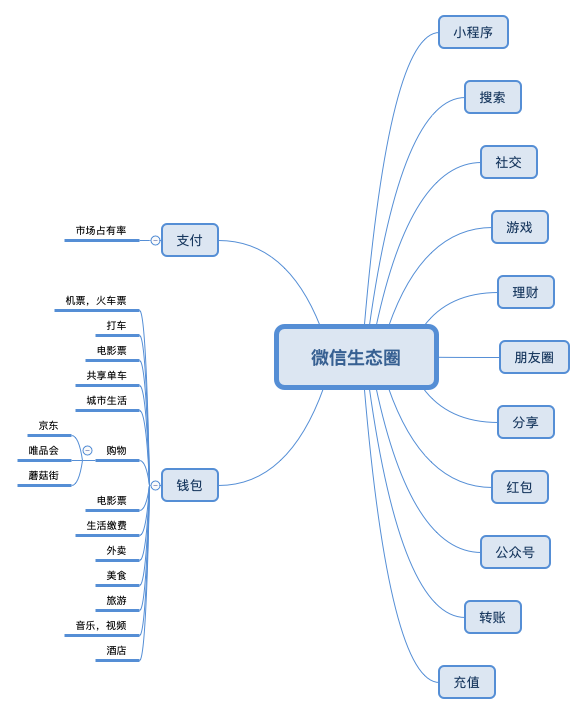 微信生态圈
小程序
搜索
社交
游戏
理财
朋友圈
分享
红包
公众号
转账
充值
支付
市场占有率
钱包
机票，火车票
打车
电影票
共享单车
城市生活
购物
京东
唯品会
蘑菇街
电影票
生活缴费
外卖
美食
旅游
音乐，视频
酒店